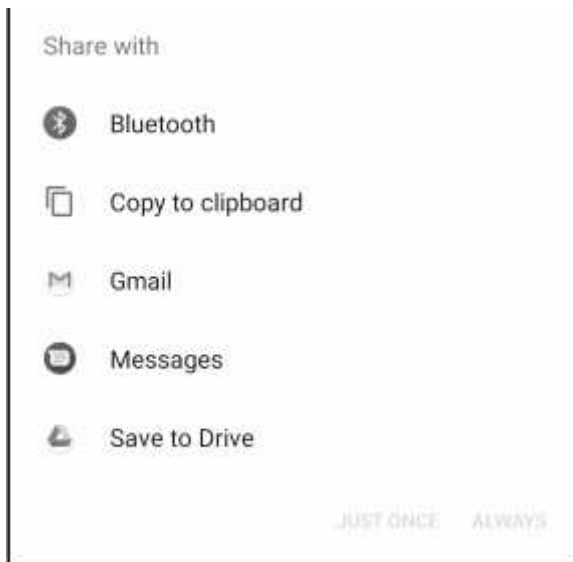 Share with
Bluetooth
Copy to clipboard
Gmail
Messages
Save to Drive
JUST ONCE ALWAYS